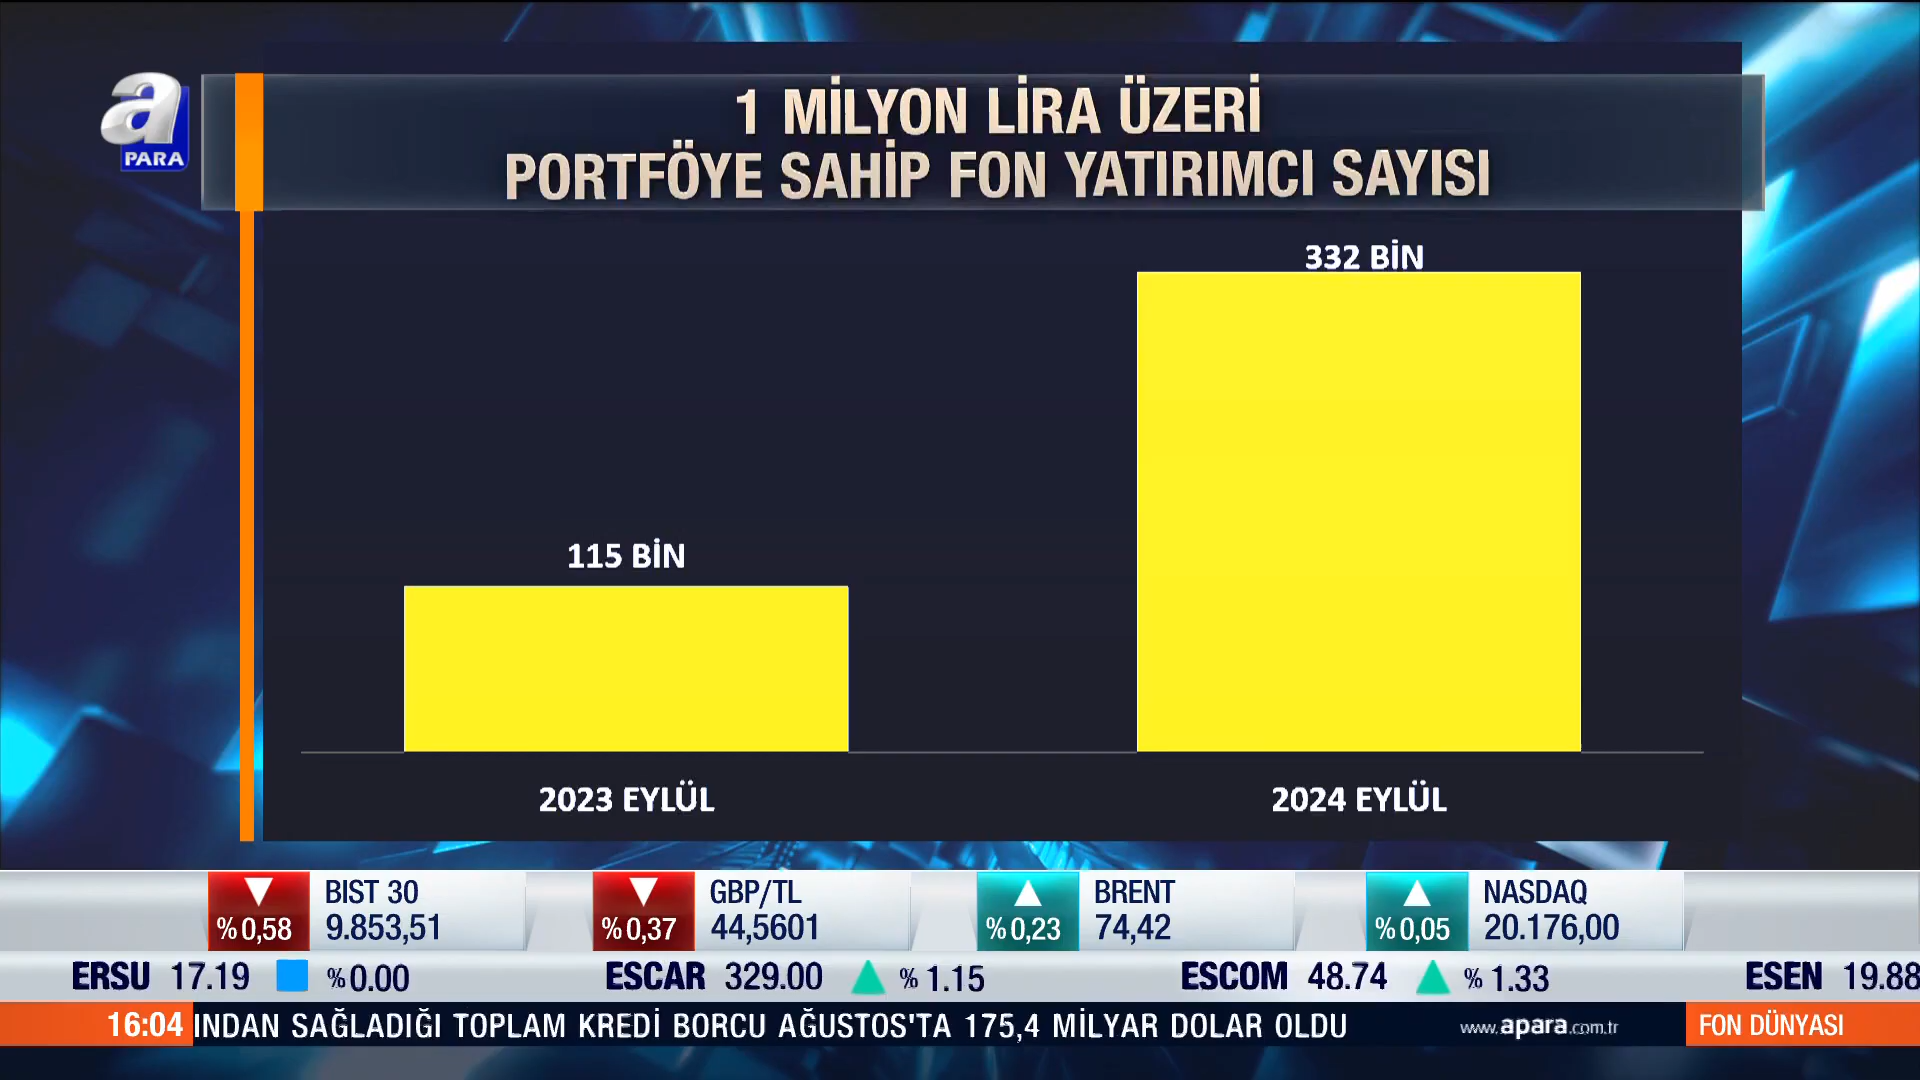 a
PARA
1 MİLYON LİRA ÜZERİ
PORTFÖYE SAHİP FON YATIRIMCI SAYISI
332 BİN
115 BİN
2023 EYLÜL
2024 EYLÜL
%0,58
BIST 30
9.853,51
%0,37
GBP/TL
44,5601
%0,23
BRENT
74,42
%0,05
NASDAQ
20.176,00
ERSU 17.19 %0.00 ESCAR 329.00 % 1.15 ESCOM 48.74 % 1.33 ESEN 19.88
16:04 INDAN SAĞLADIĞI TOPLAM KREDİ BORCU AĞUSTOS'TA 175,4 MİLYAR DOLAR OLDU www.apara.com.tr FON DÜNYASI